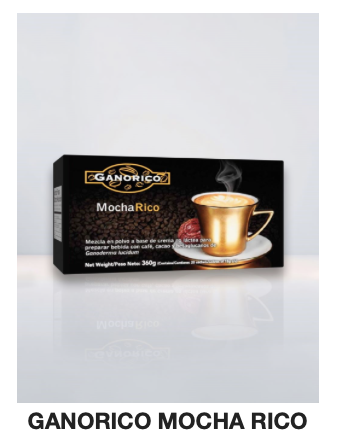 GANORICO
MochaRico
Mezcla en polvo a base de crema no láctea para
preparar bebida con café, cacao y
Ganoderma lucidum
Net Weight/Peso Neto: 360g
GANORICO MOCHA RICO